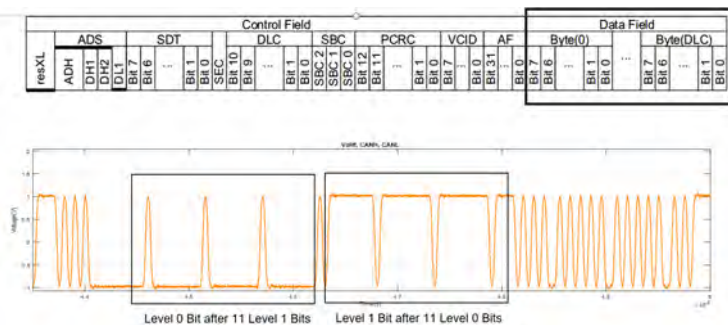 Control Field Data Field
ADS SDT DLC SBC PCRC VCID AF Byte(0) ... Byte(DLC)
resXL ADH DH1 DH2 DL1 Bit 7 Bit 6 ... Bit 1 Bit 0 SEC Bit 10 Bit 9 ... Bit 1 Bit 0 SBC 2 SBC 1 SBC 0 Bit 12 Bit 11 ... Bit 1 Bit 0 Bit 7 ... Bit 0 Bit 31 ... Bit 0 Bit 7 Bit 6 ... Bit 1 Bit 0 Bit 7 Bit 6 ... Bit 1 Bit 0
Level 0 Bit after 11 Level 1 Bits Level 1 Bit after 11 Level 0 Bits